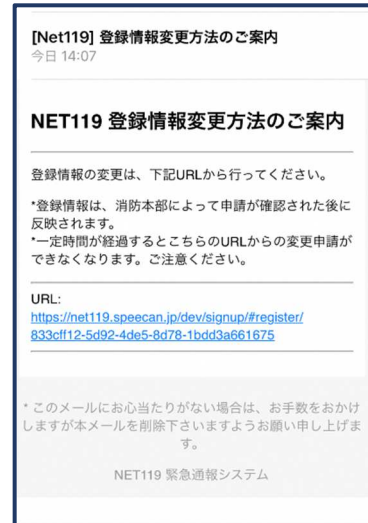 [Net119] 登録情報変更方法のご案内
今日 14:07
NET119 登録情報変更方法のご案内
登録情報の変更は、下記URLから行ってください。
*登録情報は、消防本部によって申請が確認された後に
反映されます。
*一定時間が経過するとこちらのURLからの変更申請が
できなくなります。ご注意ください。
URL:
https://net119.speecan.jp/dev/signup/#register/
833cff12-5d92-4de5-8d78-1bdd3a661675
* このメールにお心当たりがない場合は、お手数をおかけ
しますが本メールを削除下さいますようお願い申し上げま
す。
NET119 緊急通報システム